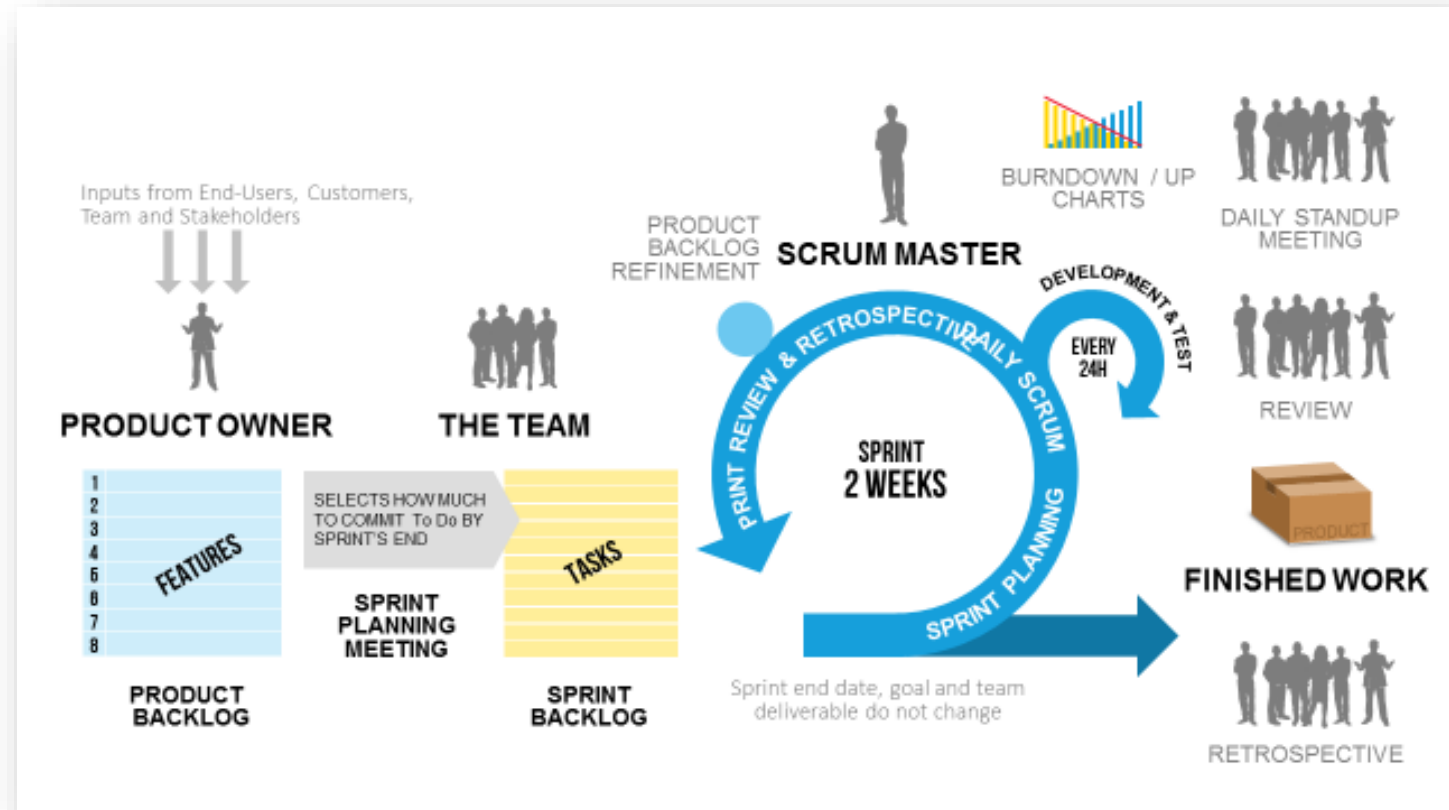 Inputs from End-Users, Customers,
Team and Stakeholders
PRODUCT OWNER
THE TEAM
1
2
3
4
5
6
7
8
FEATURES
PRODUCT
BACKLOG
SELECTS HOW MUCH
TO COMMIT To Do BY
SPRINT'S END
SPRINT
PLANNING
MEETING
TASKS
SPRINT
BACKLOG
PRODUCT
BACKLOG
REFINEMENT
SCRUM MASTER
PRINT REVIEW & RETROSPECTIVE
DAILY SCRUM
SPRINT PLANNING
SPRINT
2 WEEKS
DEVELOPMENT & TEST
EVERY
24H
Sprint end date, goal and team
deliverable do not change
BURNDOWN / UP
CHARTS
DAILY STANDUP
MEETING
REVIEW
PRODUCT
FINISHED WORK
RETROSPECTIVE